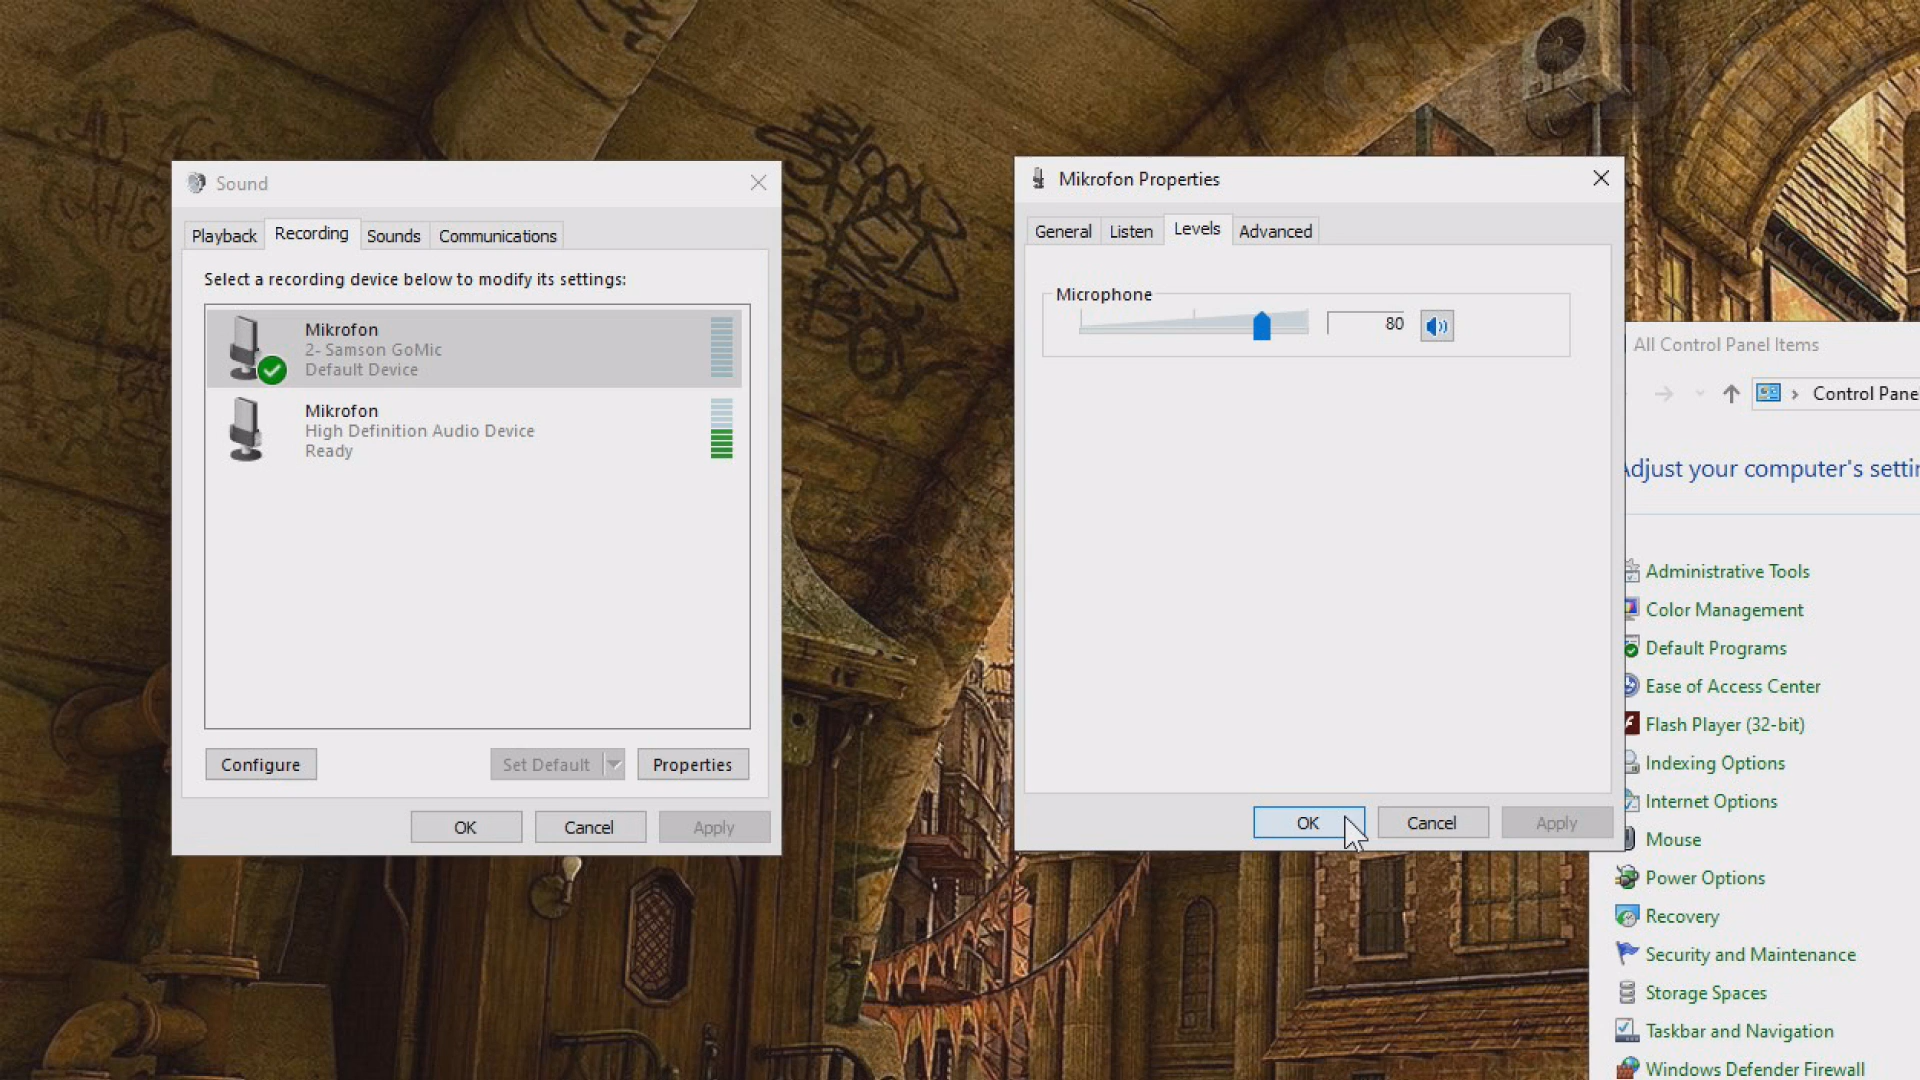 Sound
Playback
Recording
Sounds
Communications
Select a recording device below to modify its settings:
Mikrofon
2- Samson GoMic
Default Device
Mikrofon
High Definition Audio Device
Ready
Configure
Set Default
Properties
OK
Cancel
Apply
Mikrofon Properties
General
Listen
Levels
Advanced
Microphone
80
OK
Cancel
Apply
All Control Panel Items
Control Pane
Adjust your computer's settin
Administrative Tools
Color Management
Default Programs
Ease of Access Center
Flash Player (32-bit)
Indexing Options
Internet Options
Mouse
Power Options
Recovery
Security and Maintenance
Storage Spaces
Taskbar and Navigation
Windows Defender Firewall